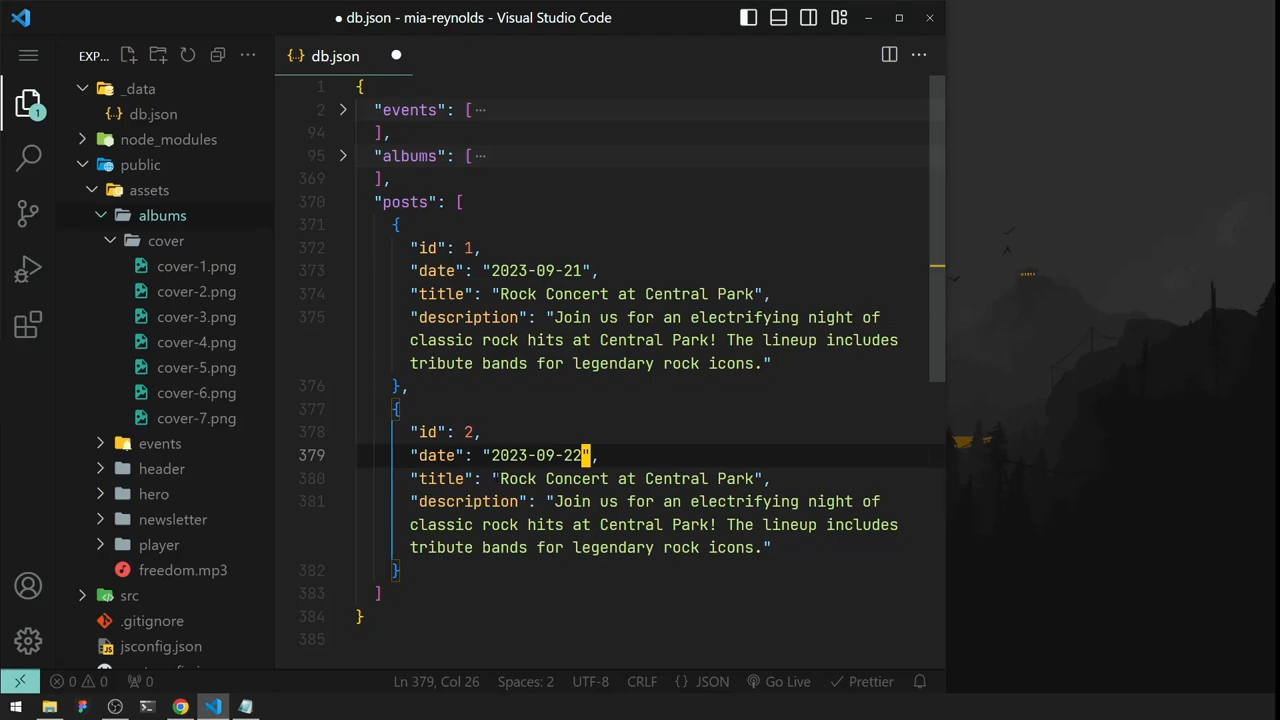 ● db.json - mia-reynolds - Visual Studio Code
EXP...
db.json
_data
db.json
node_modules
public
assets
albums
cover
cover-1.png
cover-2.png
cover-3.png
cover-4.png
cover-5.png
cover-6.png
cover-7.png
events
header
hero
newsletter
player
freedom.mp3
src
.gitignore
jsconfig.json
1 {
2 "events": [ ···
94 ],
95 "albums": [ ···
369 ],
370 "posts": [
371 {
372 "id": 1,
373 "date": "2023-09-21",
374 "title": "Rock Concert at Central Park",
375 "description": "Join us for an electrifying night of
classic rock hits at Central Park! The lineup includes
tribute bands for legendary rock icons."
376 },
377 {
378 "id": 2,
379 "date": "2023-09-22",
380 "title": "Rock Concert at Central Park",
381 "description": "Join us for an electrifying night of
classic rock hits at Central Park! The lineup includes
tribute bands for legendary rock icons."
382 }
383 ]
384 }
385
1
0 0 0 Ln 379, Col 26 Spaces: 2 UTF-8 CRLF {} JSON Go Live Prettier